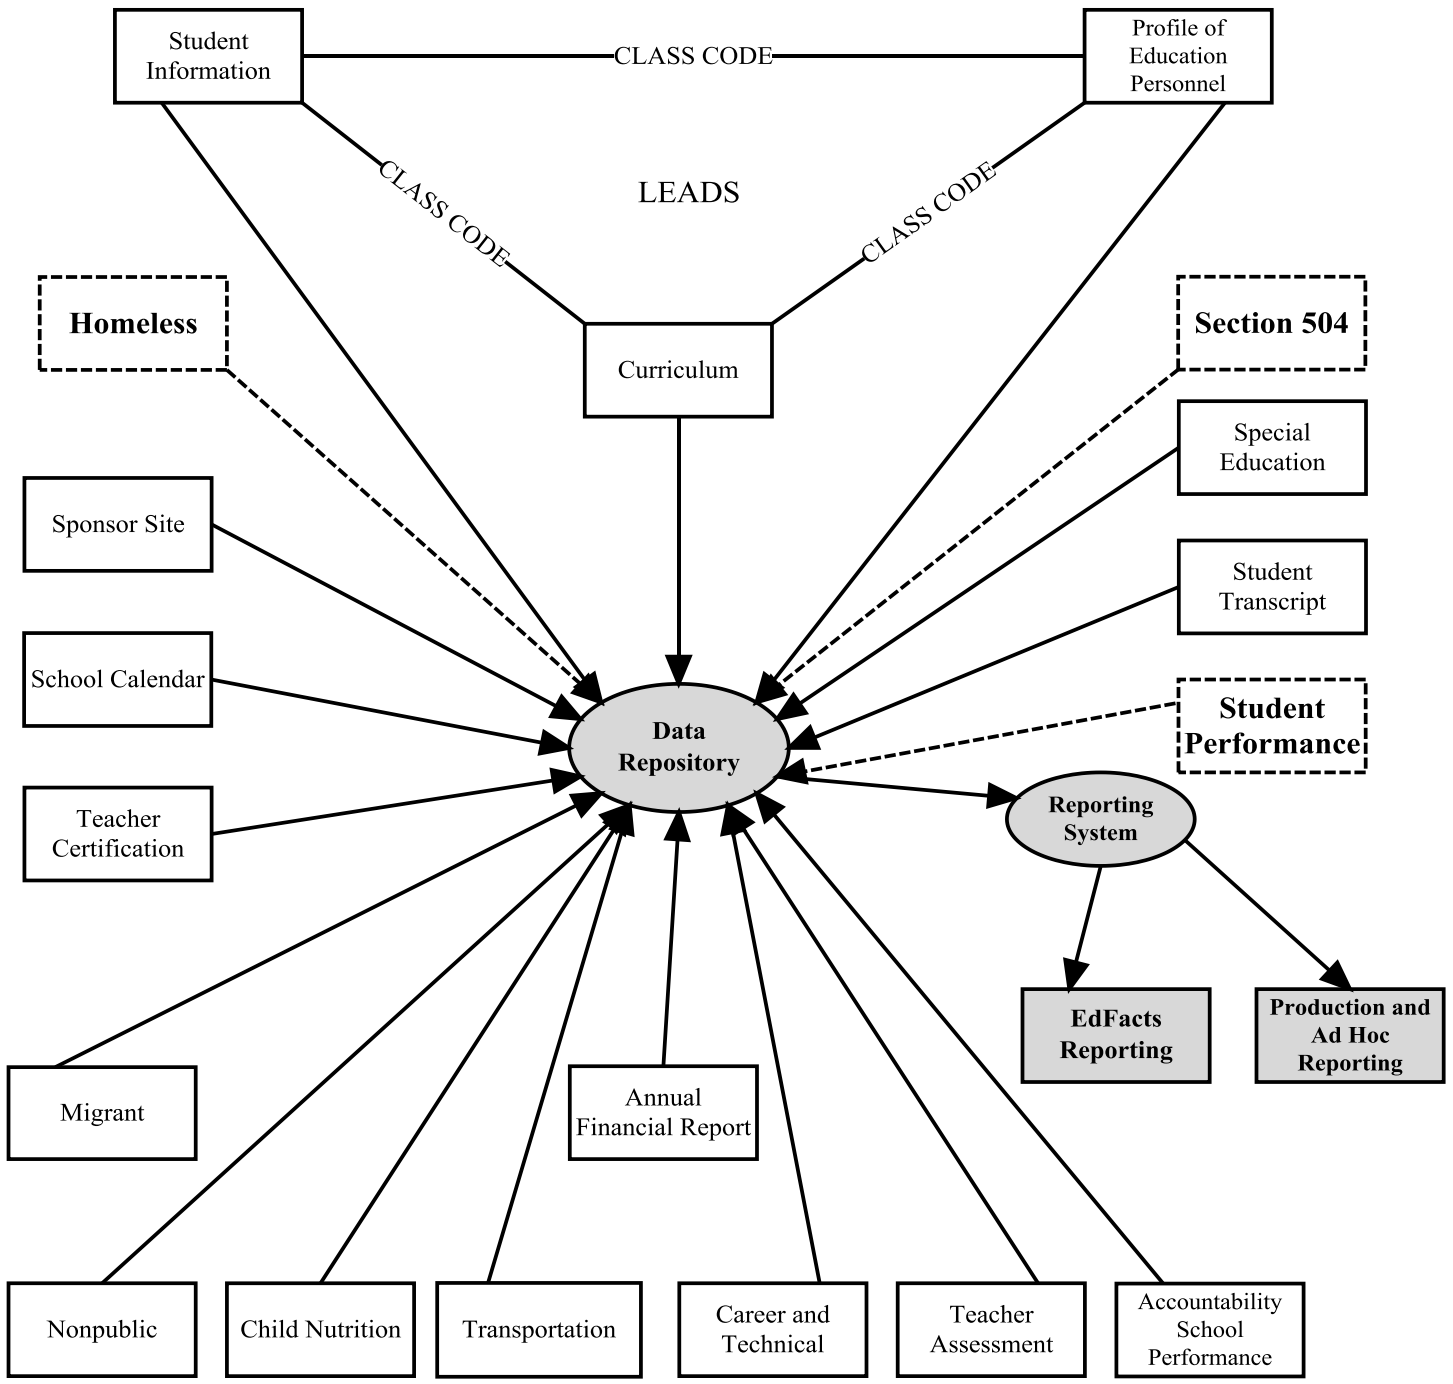 Student
Information
CLASS CODE
Profile of
Education
Personnel
CLASS CODE
LEADS
CLASS CODE
Homeless
Curriculum
Section 504
Special
Education
Sponsor Site
Student
Transcript
School Calendar
Student
Performance
Data
Repository
Teacher
Certification
Reporting
System
EdFacts
Reporting
Production and
Ad Hoc
Reporting
Migrant
Annual
Financial Report
Nonpublic
Child Nutrition
Transportation
Career and
Technical
Teacher
Assessment
Accountability
School
Performance